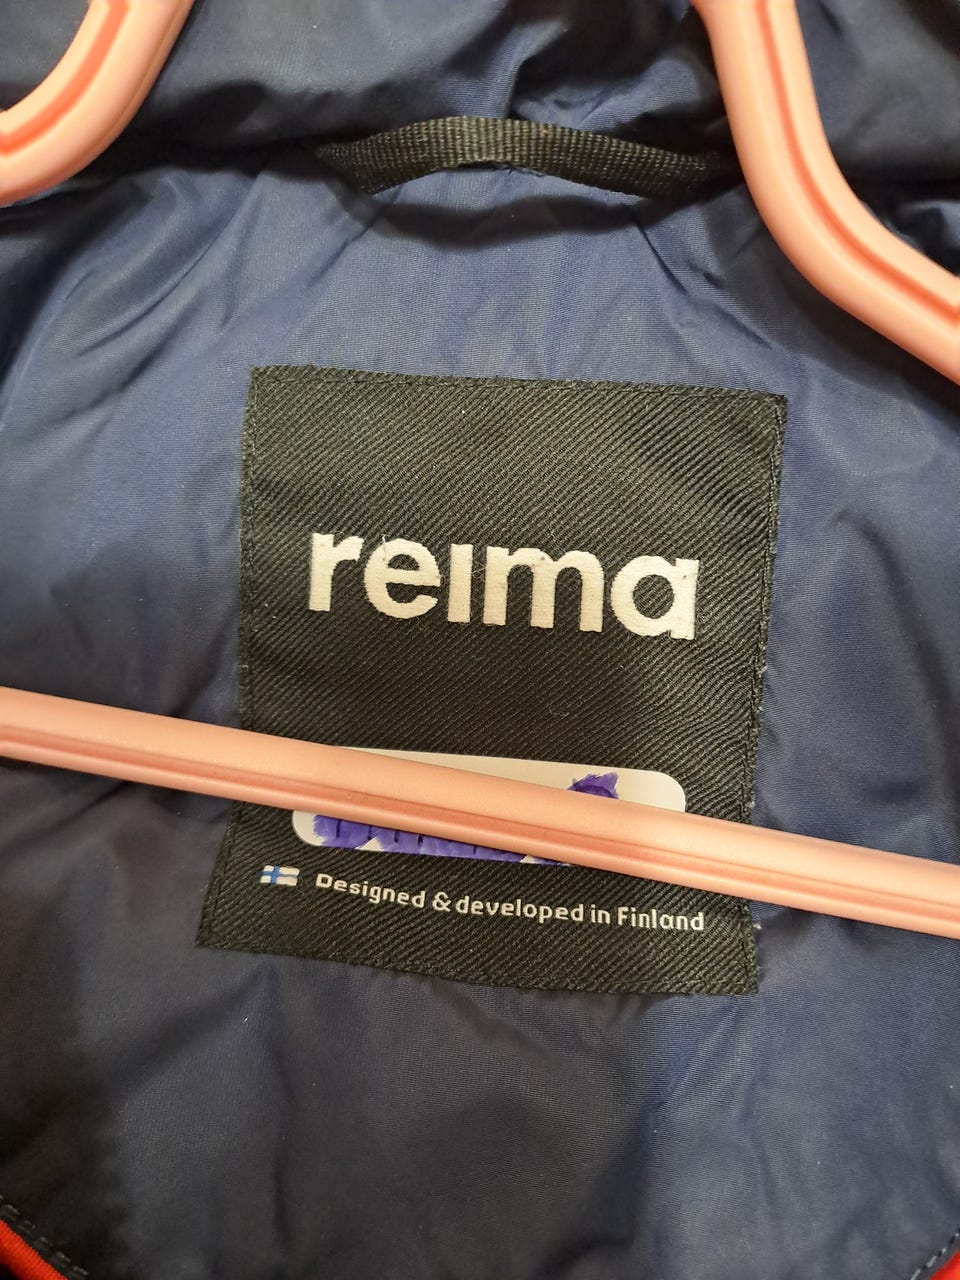 reima
Designed & developed in Finland